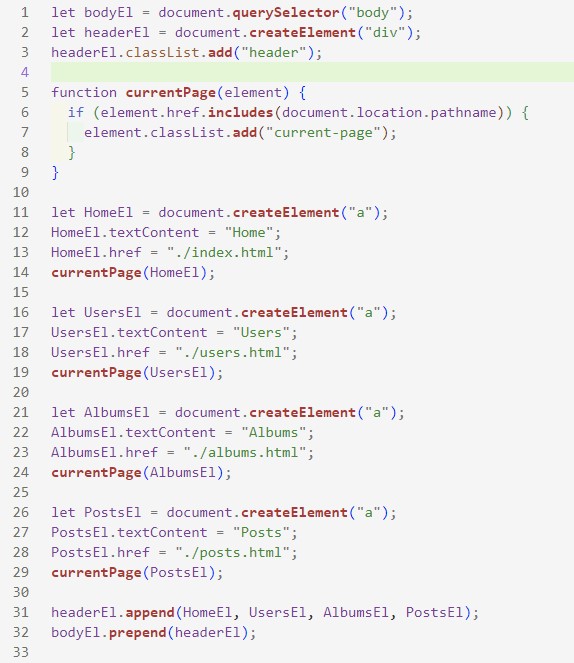 1 let bodyEl = document.querySelector("body");
2 let headerEl = document.createElement("div");
3 headerEl.classList.add("header");
4
5 function currentPage(element) {
6   if (element.href.includes(document.location.pathname)) {
7     element.classList.add("current-page");
8   }
9 }
10
11 let HomeEl = document.createElement("a");
12 HomeEl.textContent = "Home";
13 HomeEl.href = "./index.html";
14 currentPage(HomeEl);
15
16 let UsersEl = document.createElement("a");
17 UsersEl.textContent = "Users";
18 UsersEl.href = "./users.html";
19 currentPage(UsersEl);
20
21 let AlbumsEl = document.createElement("a");
22 AlbumsEl.textContent = "Albums";
23 AlbumsEl.href = "./albums.html";
24 currentPage(AlbumsEl);
25
26 let PostsEl = document.createElement("a");
27 PostsEl.textContent = "Posts";
28 PostsEl.href = "./posts.html";
29 currentPage(PostsEl);
30
31 headerEl.append(HomeEl, UsersEl, AlbumsEl, PostsEl);
32 bodyEl.prepend(headerEl);
33